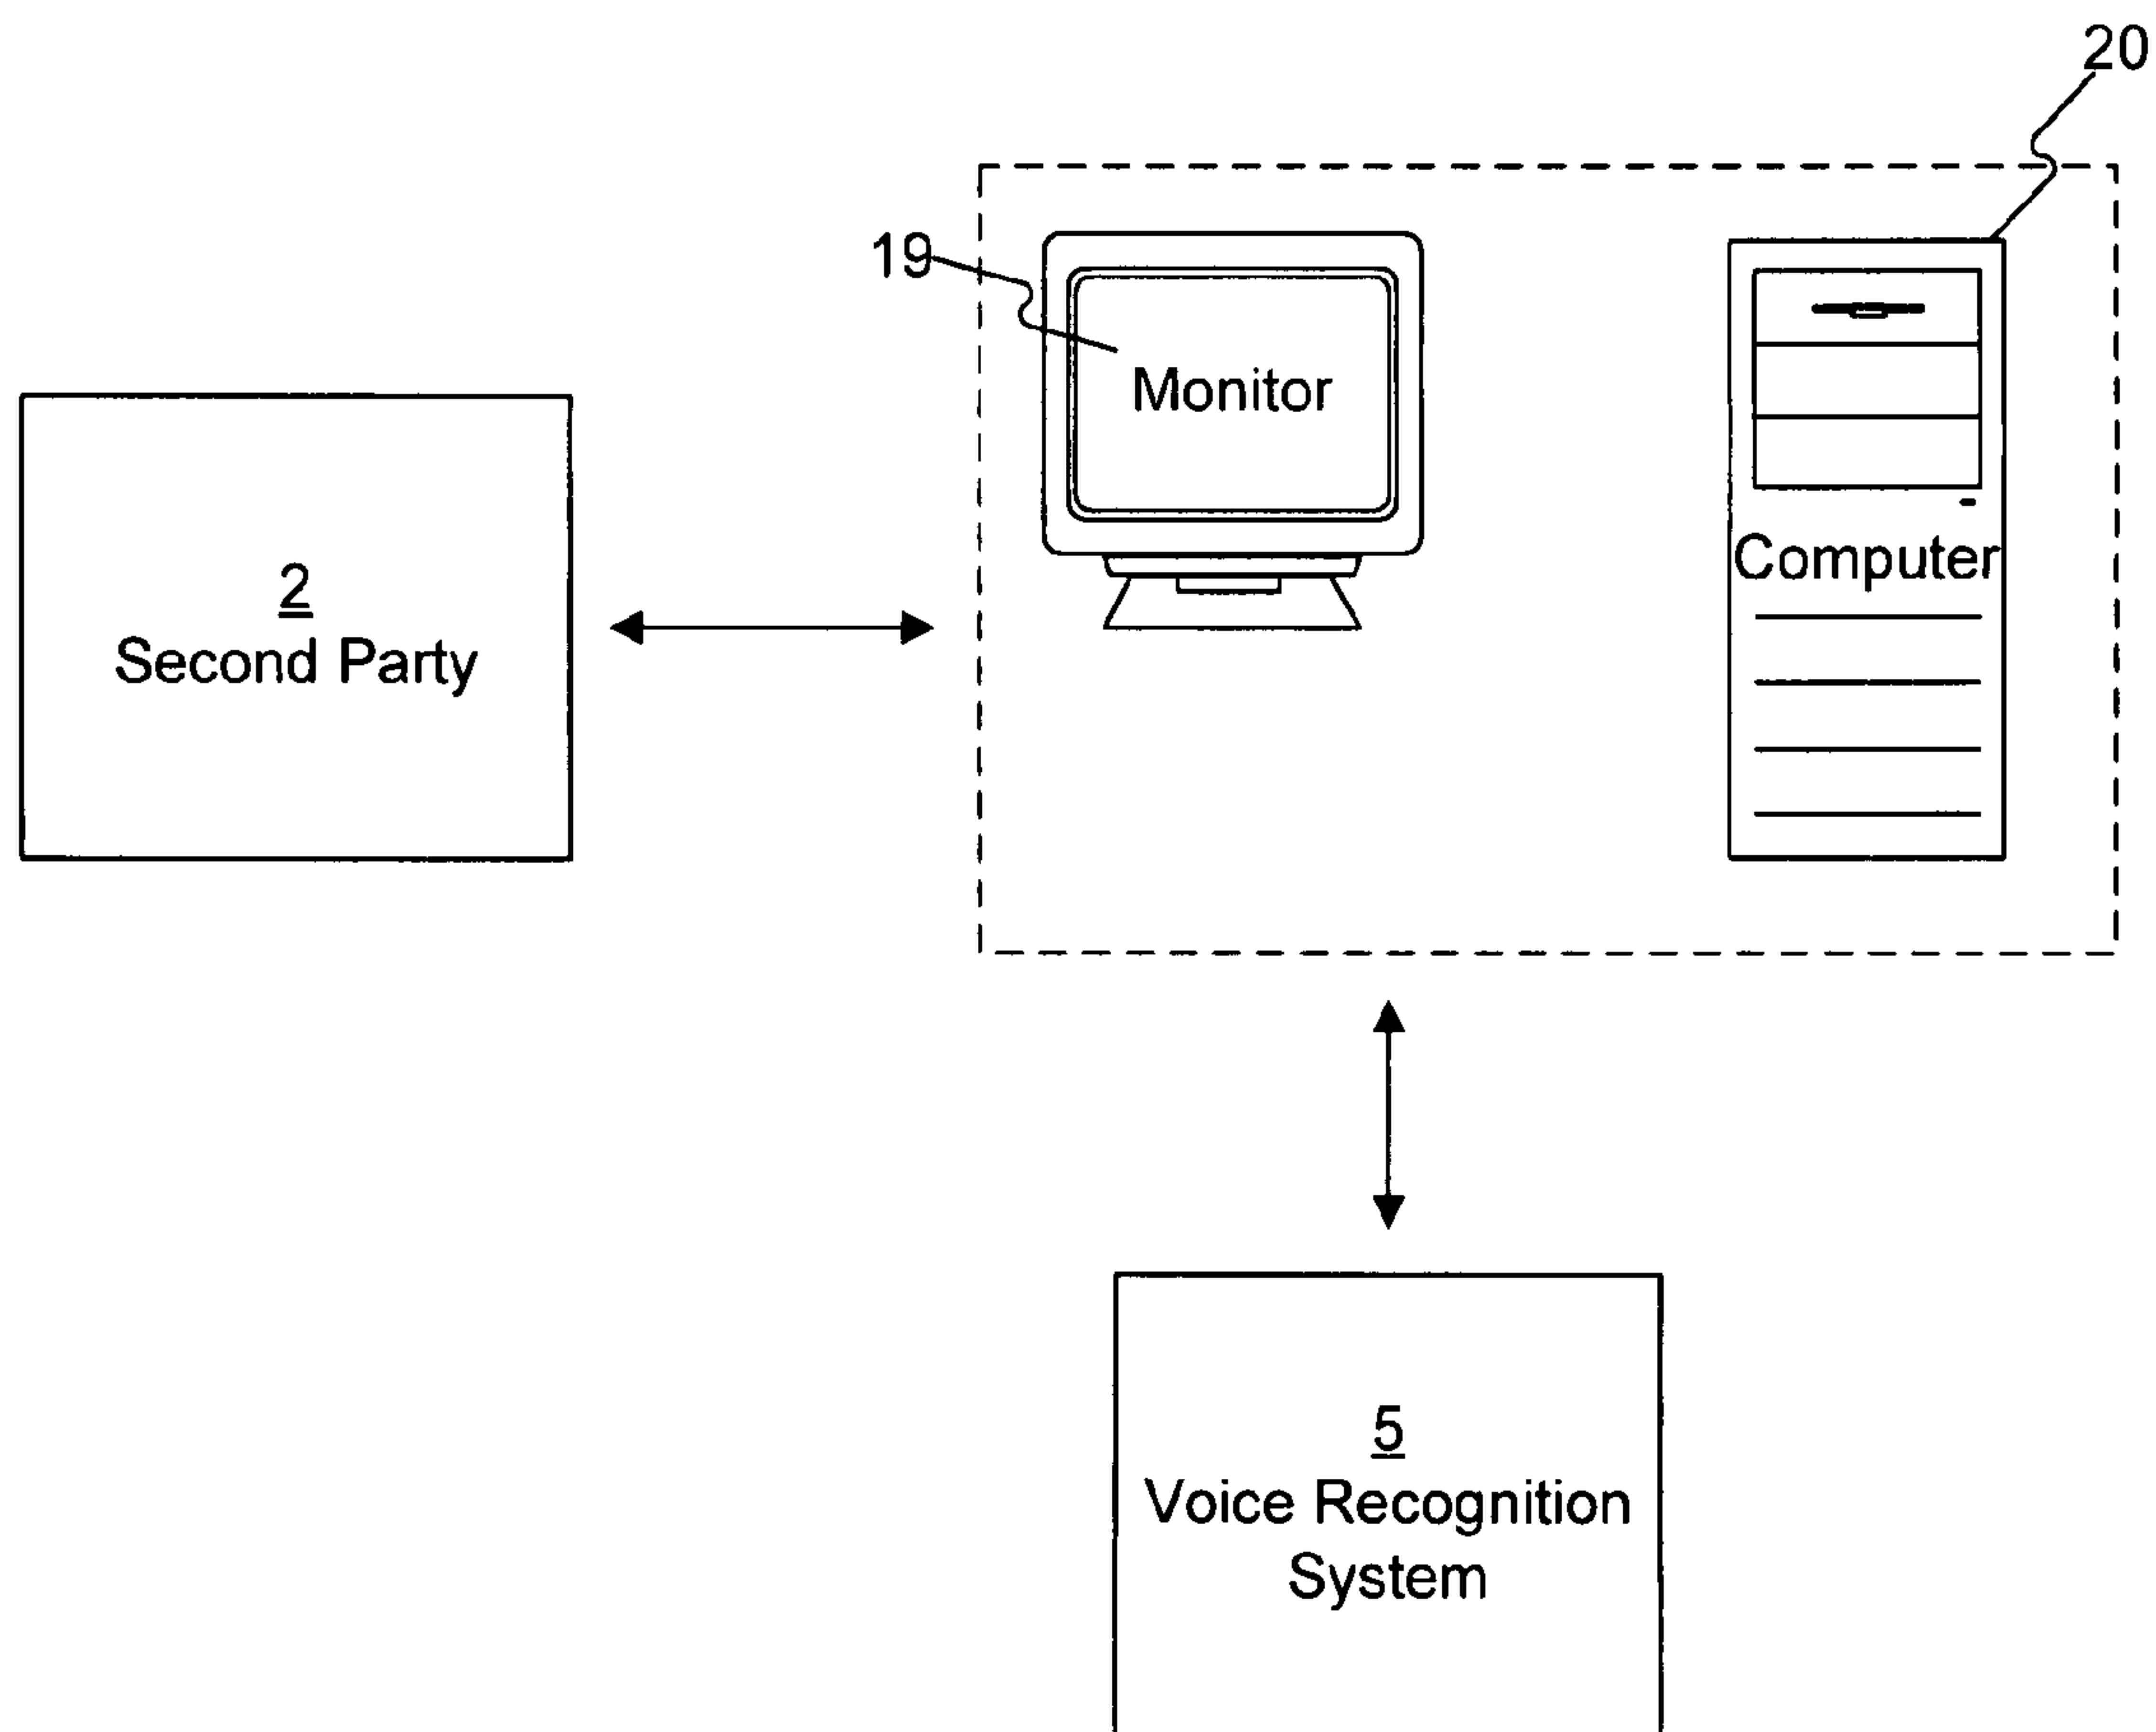 20
19
Monitor
Computer
2
Second Party
5
Voice Recognition
System